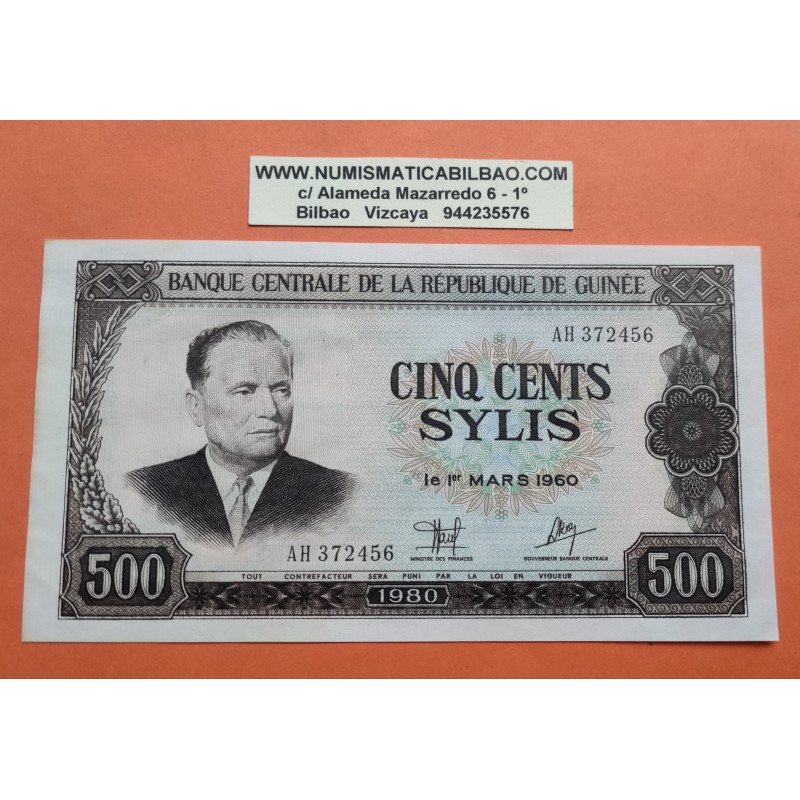 WWW.NUMISMATICABILBAO.COM
c/ Alameda Mazarredo 6 - 1º
Bilbao Vizcaya 944235576
BANQUE CENTRALE DE LA RÉPUBLIQUE DE GUINÉE
AH 372456
CINQ CENTS
SYLIS
le 1er MARS 1960
AH 372456
MINISTRE DES FINANCES
GOUVERNEUR BANQUE CENTRALE
500
TOUT CONTREFACTEUR SERA PUNI PAR LA LOI EN VIGUEUR
500
1980